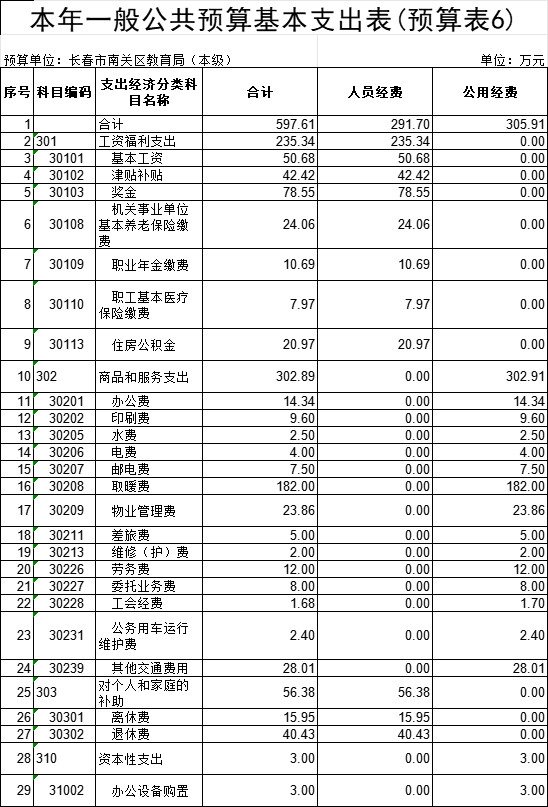 本年一般公共预算基本支出表(预算表6)
预算单位：长春市南关区教育局（本级） 单位：万元
序号 科目编码 支出经济分类科目名称 合计 人员经费 公用经费
1 合计 597.61 291.70 305.91
2 301 工资福利支出 235.34 235.34 0.00
3 30101 基本工资 50.68 50.68 0.00
4 30102 津贴补贴 42.42 42.42 0.00
5 30103 奖金 78.55 78.55 0.00
6 30108 机关事业单位基本养老保险缴费 24.06 24.06 0.00
7 30109 职业年金缴费 10.69 10.69 0.00
8 30110 职工基本医疗保险缴费 7.97 7.97 0.00
9 30113 住房公积金 20.97 20.97 0.00
10 302 商品和服务支出 302.89 0.00 302.91
11 30201 办公费 14.34 0.00 14.34
12 30202 印刷费 9.60 0.00 9.60
13 30205 水费 2.50 0.00 2.50
14 30206 电费 4.00 0.00 4.00
15 30207 邮电费 7.50 0.00 7.50
16 30208 取暖费 182.00 0.00 182.00
17 30209 物业管理费 23.86 0.00 23.86
18 30211 差旅费 5.00 0.00 5.00
19 30213 维修（护）费 2.00 0.00 2.00
20 30226 劳务费 12.00 0.00 12.00
21 30227 委托业务费 8.00 0.00 8.00
22 30228 工会经费 1.68 0.00 1.70
23 30231 公务用车运行维护费 2.40 0.00 2.40
24 30239 其他交通费用 28.01 0.00 28.01
25 303 对个人和家庭的补助 56.38 56.38 0.00
26 30301 离休费 15.95 15.95 0.00
27 30302 退休费 40.43 40.43 0.00
28 310 资本性支出 3.00 0.00 3.00
29 31002 办公设备购置 3.00 0.00 3.00